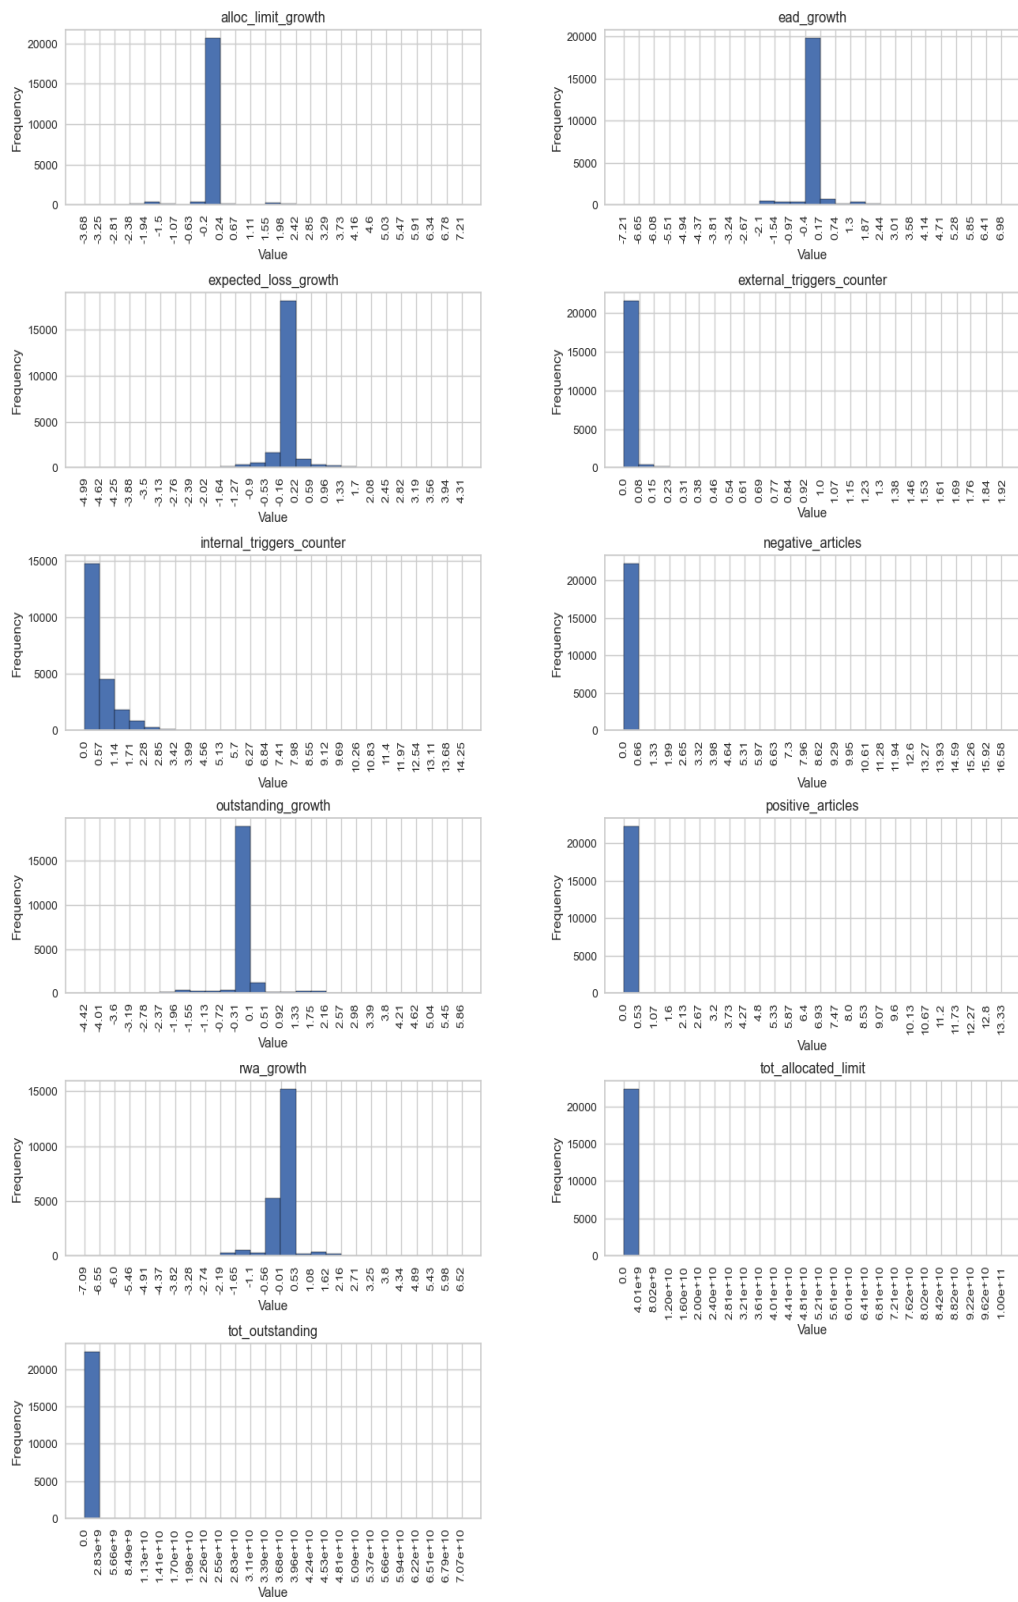 alloc_limit_growth
20000
15000
10000
5000
0
Frequency
-3.68 -3.25 -2.81 -2.38 -1.94 -1.5 -1.07 -0.63 -0.2 0.24 0.67 1.11 1.55 1.98 2.42 2.85 3.29 3.73 4.16 4.6 5.03 5.47 5.91 6.34 6.78 7.21
Value
ead_growth
20000
15000
10000
5000
0
Frequency
-7.21 -6.65 -6.08 -5.51 -4.94 -4.37 -3.81 -3.24 -2.67 -2.1 -1.54 -0.97 -0.4 0.17 0.74 1.3 1.87 2.44 3.01 3.58 4.14 4.71 5.28 5.85 6.41 6.98
Value
expected_loss_growth
15000
10000
5000
0
Frequency
-4.99 -4.62 -4.25 -3.88 -3.5 -3.13 -2.76 -2.39 -2.02 -1.64 -1.27 -0.9 -0.53 -0.16 0.22 0.59 0.96 1.33 1.7 2.08 2.45 2.82 3.19 3.56 3.94 4.31
Value
external_triggers_counter
20000
15000
10000
5000
0
Frequency
0.0 0.08 0.15 0.23 0.31 0.38 0.46 0.54 0.61 0.69 0.77 0.84 0.92 1.0 1.07 1.15 1.23 1.3 1.38 1.46 1.53 1.61 1.69 1.76 1.84 1.92
Value
internal_triggers_counter
15000
10000
5000
0
Frequency
0.0 0.57 1.14 1.71 2.28 2.85 3.42 3.99 4.56 5.13 5.7 6.27 6.84 7.41 7.98 8.55 9.12 9.69 10.26 10.83 11.4 11.97 12.54 13.11 13.68 14.25
Value
negative_articles
20000
15000
10000
5000
0
Frequency
0.0 0.66 1.33 1.99 2.65 3.32 3.98 4.64 5.31 5.97 6.63 7.3 7.96 8.62 9.29 9.95 10.61 11.28 11.94 12.6 13.27 13.93 14.59 15.26 15.92 16.58
Value
outstanding_growth
15000
10000
5000
0
Frequency
-4.42 -4.01 -3.6 -3.19 -2.78 -2.37 -1.96 -1.55 -1.13 -0.72 -0.31 0.1 0.51 0.92 1.33 1.75 2.16 2.57 2.98 3.39 3.8 4.21 4.62 5.04 5.45 5.86
Value
positive_articles
20000
15000
10000
5000
0
Frequency
0.0 0.53 1.07 1.6 2.13 2.67 3.2 3.73 4.27 4.8 5.33 5.87 6.4 6.93 7.47 8.0 8.53 9.07 9.6 10.13 10.67 11.2 11.73 12.27 12.8 13.33
Value
rwa_growth
15000
10000
5000
0
Frequency
-7.09 -6.55 -6.0 -5.46 -4.91 -4.37 -3.82 -3.28 -2.74 -2.19 -1.65 -1.1 -0.56 -0.01 0.53 1.08 1.62 2.16 2.71 3.25 3.8 4.34 4.89 5.43 5.98 6.52
Value
tot_allocated_limit
20000
15000
10000
5000
0
Frequency
0.0 4.01e+9 8.02e+9 1.20e+10 1.60e+10 2.00e+10 2.40e+10 2.81e+10 3.21e+10 3.61e+10 4.01e+10 4.41e+10 4.81e+10 5.21e+10 5.61e+10 6.01e+10 6.41e+10 6.81e+10 7.21e+10 7.62e+10 8.02e+10 8.42e+10 8.82e+10 9.22e+10 9.62e+10 1.00e+11
Value
tot_outstanding
20000
15000
10000
5000
0
Frequency
0.0 2.83e+9 5.66e+9 8.49e+9 1.13e+10 1.41e+10 1.70e+10 1.98e+10 2.26e+10 2.55e+10 2.83e+10 3.11e+10 3.39e+10 3.68e+10 3.96e+10 4.24e+10 4.53e+10 4.81e+10 5.09e+10 5.37e+10 5.66e+10 5.94e+10 6.22e+10 6.51e+10 6.79e+10 7.07e+10
Value